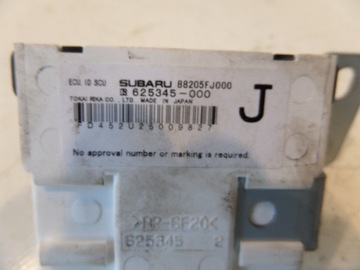 ECU, ID SCU SUBARU 88205FJ000
625345-000
TOKAI RIKA CO., LTD. MADE IN JAPAN
J
PD452U26009827
No approval number or marking is required.
>PP-GF20<
625345 2